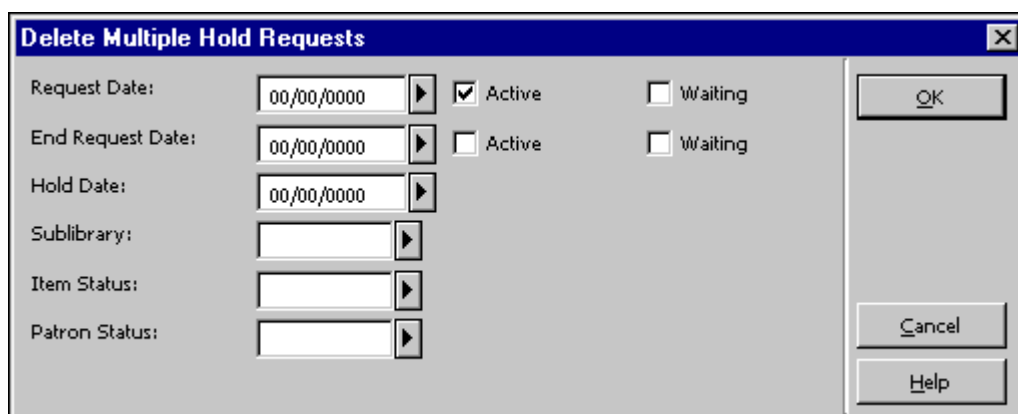 Delete Multiple Hold Requests
Request Date: 00/00/0000 Active Waiting
End Request Date: 00/00/0000 Active Waiting
Hold Date: 00/00/0000
Sublibrary:
Item Status:
Patron Status:
OK
Cancel
Help